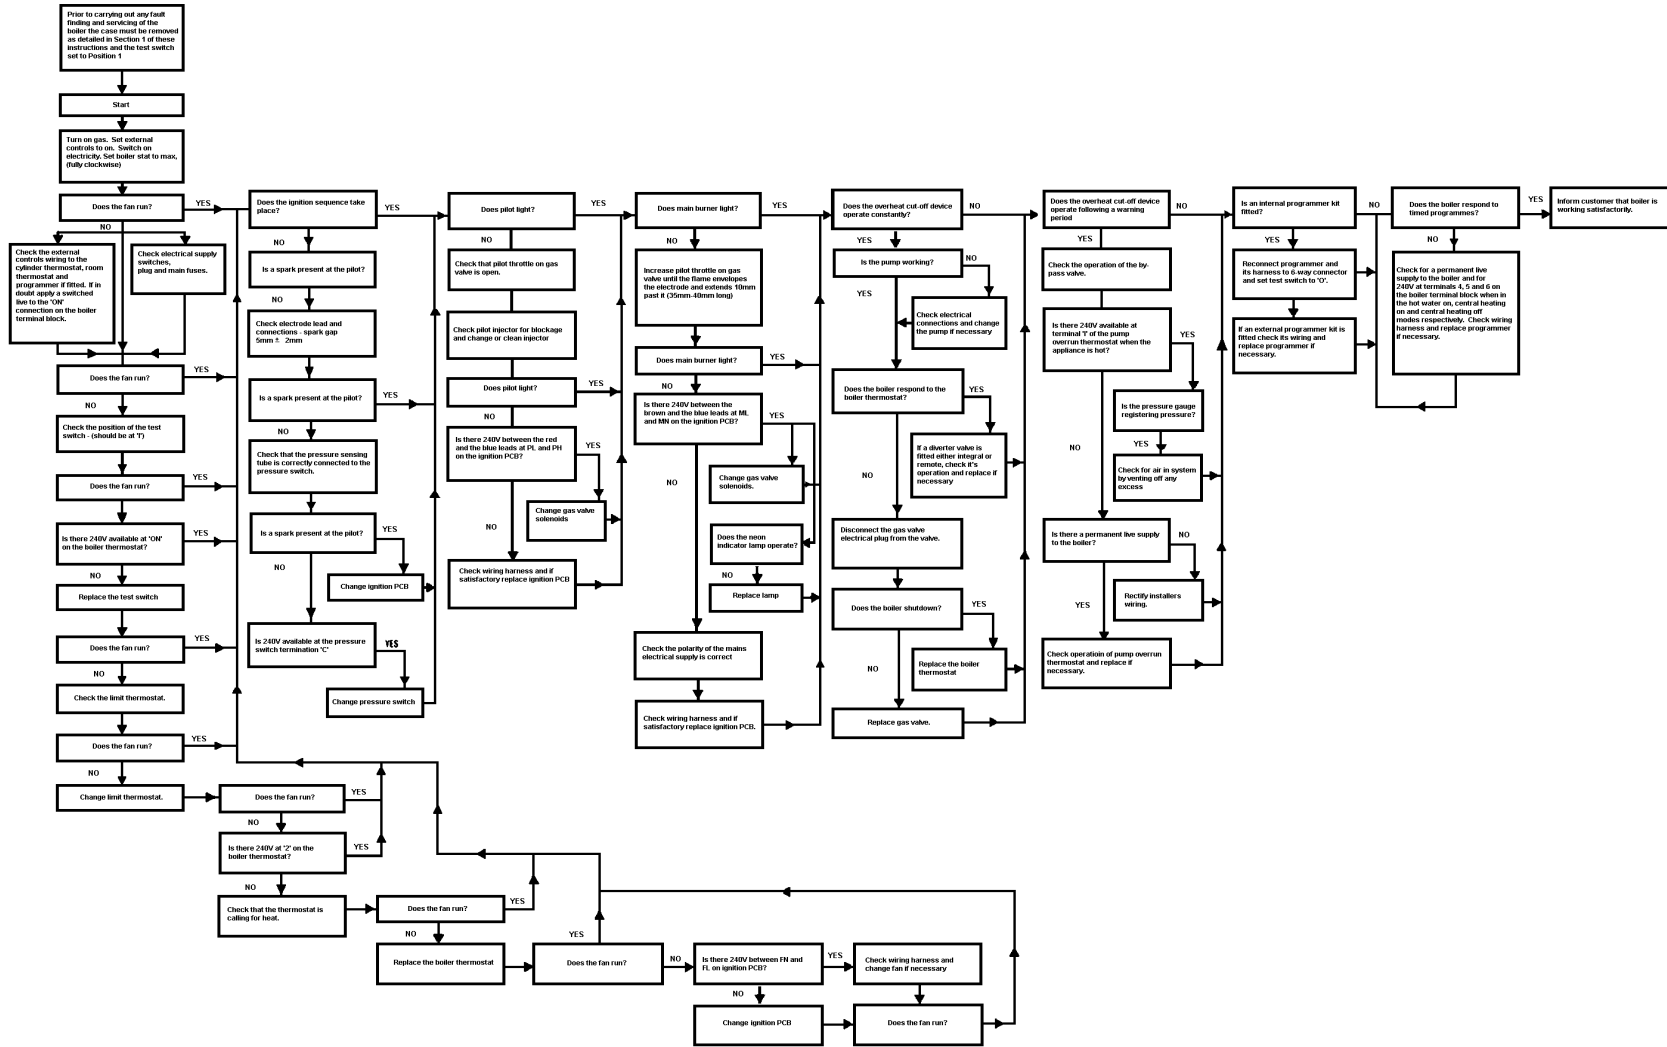 Prior to carrying out any fault
finding and servicing of the
boiler the case must be removed
as detailed in Section 1 of these
instructions and the test switch
set to Position 1
Start
Turn on gas. Set external
controls to on. Switch on
electricity. Set boiler stat to max,
(fully clockwise)
Does the fan run?
YES
NO
Check the external
controls wiring to the
cylinder thermostat, room
thermostat and
programmer if fitted. If in
doubt apply a switched
live to the 'ON'
connection on the boiler
terminal block.
Check electrical supply
switches,
plug and main fuses.
Does the fan run?
YES
NO
Check the position of the test
switch - (should be at 'I')
Does the fan run?
YES
Is there 240V available at 'ON'
on the boiler thermostat?
YES
NO
Replace the test switch
Does the fan run?
YES
NO
Check the limit thermostat.
Does the fan run?
YES
NO
Change limit thermostat.
Does the fan run?
YES
NO
Is there 240V at '2' on the
boiler thermostat?
YES
NO
Check that the thermostat is
calling for heat.
Does the fan run?
YES
NO
Replace the boiler thermostat
Does the fan run?
YES
NO
Is there 240V between FN and
FL on ignition PCB?
YES
NO
Check wiring harness and
change fan if necessary
Change ignition PCB
Does the fan run?
Does the ignition sequence take
place?
YES
NO
Is a spark present at the pilot?
NO
Check electrode lead and
connections - spark gap
5mm ± 2mm
Is a spark present at the pilot?
YES
NO
Check that the pressure sensing
tube is correctly connected to the
pressure switch.
Is a spark present at the pilot?
YES
NO
Change ignition PCB
Is 240V available at the pressure
switch termination 'C'
YES
Change pressure switch
Does pilot light?
YES
NO
Check that pilot throttle on gas
valve is open.
Check pilot injector for blockage
and change or clean injector
Does pilot light?
YES
NO
Is there 240V between the red
and the blue leads at PL and PH
on the ignition PCB?
YES
NO
Change gas valve
solenoids
Check wiring harness and if
satisfactory replace ignition PCB
Does main burner light?
YES
NO
Increase pilot throttle on gas
valve until the flame envelopes
the electrode and extends 10mm
past it (35mm-40mm long)
Does main burner light?
YES
NO
Is there 240V between the
brown and the blue leads at ML
and MN on the ignition PCB?
YES
NO
Change gas valve
solenoids.
Does the neon
indicator lamp operate?
NO
Replace lamp
Check the polarity of the mains
electrical supply is correct
Check wiring harness and if
satisfactory replace ignition PCB.
Does the overheat cut-off device
operate constantly?
NO
YES
Is the pump working?
NO
YES
Check electrical
connections and change
the pump if necessary
Does the boiler respond to the
boiler thermostat?
YES
NO
If a diverter valve is
fitted either integral or
remote, check it's
operation and replace if
necessary
Disconnect the gas valve
electrical plug from the valve.
Does the boiler shutdown?
YES
NO
Replace the boiler
thermostat
Replace gas valve.
Does the overheat cut-off device
operate following a warning
period
NO
YES
Check the operation of the by-
pass valve.
Is there 240V available at
terminal 'I' of the pump
overrun thermostat when the
appliance is hot?
YES
NO
Is the pressure gauge
registering pressure?
YES
Check for air in system
by venting off any
excess
Is there a permanent live supply
to the boiler?
NO
YES
Rectify installers
wiring.
Check operatioin of pump overrun
thermostat and replace if
necessary.
Is an internal programmer kit
fitted?
NO
YES
Reconnect programmer and
its harness to 6-way connector
and set test switch to 'O'.
If an external programmer kit is
fitted check its wiring and
replace programmer if
necessary.
Does the boiler respond to
timed programmes?
YES
NO
Check for a permanent live
supply to the boiler and for
240V at terminals 4, 5 and 6 on
the boiler terminal block when in
the hot water on, central heating
on and central heating off
modes respectively. Check wiring
harness and replace programmer
if necessary.
Inform customer that boiler is
working satisfactorily.